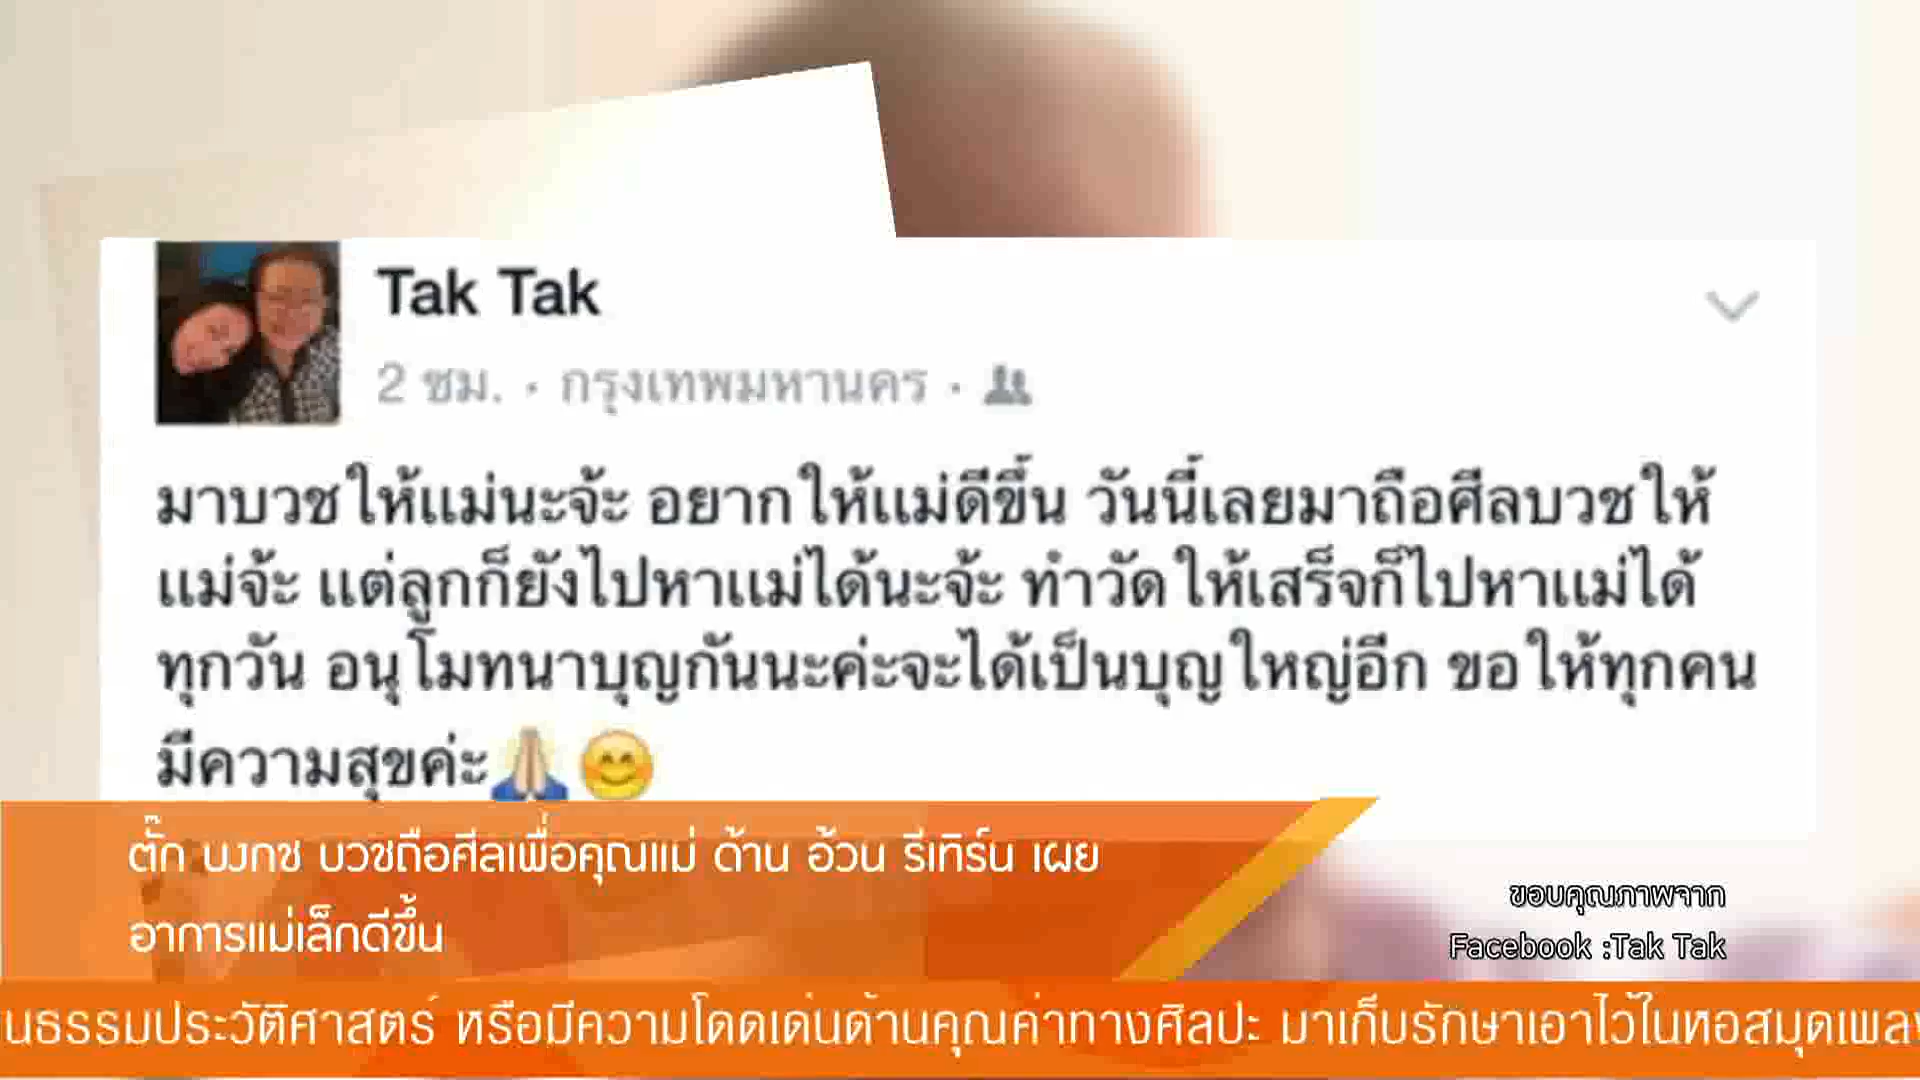 Tak Tak
2 ชม. · กรุงเทพมหานคร ·
มาบวชให้แม่นะจ้ะ อยากให้แม่ดีขึ้น วันนี้เลยมาถือศีลบวชให้
แม่จ้ะ แต่ลูกก็ยังไปหาแม่ได้นะจ้ะ ทำวัดให้เสร็จก็ไปหาแม่ได้
ทุกวัน อนุโมทนาบุญกันนะค่ะจะได้เป็นบุญใหญ่อีก ขอให้ทุกคน
มีความสุขค่ะ🙏😊
ตั๊ก บงกช บวชถือศีลเพื่อคุณแม่ ด้าน อ้วน รีเทิร์น เผย
อาการแม่เล็กดีขึ้น
ขอบคุณภาพจาก
Facebook :Tak Tak
นธรรมประวัติศาสตร์ หรือมีความโดดเด่นด้านคุณค่าทางศิลปะ มาเก็บรักษาเอาไว้ในหอสมุดเพลง